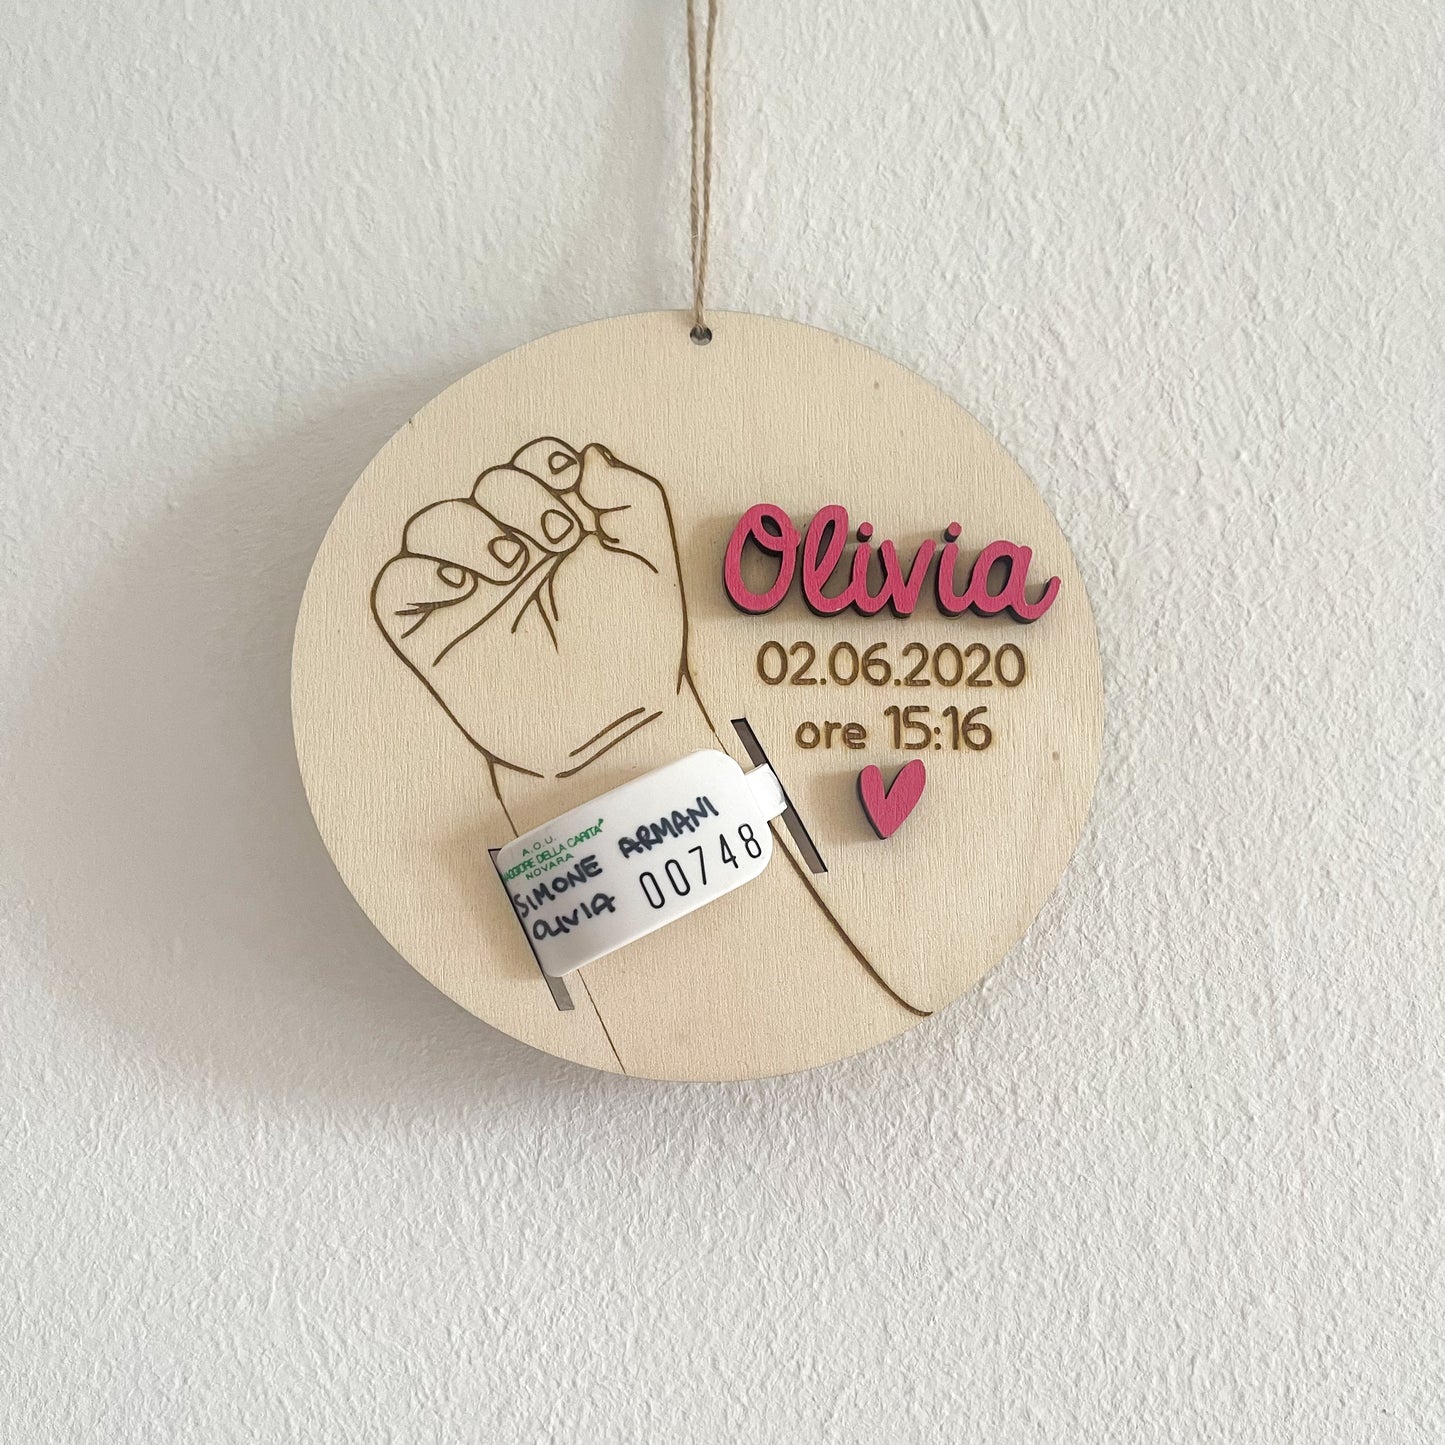 Olivia
02.06.2020
ore 15:16
A.O.U.
MAGGIORE DELLA CARITA'
NOVARA
SIMONE ARMANI
OLIVIA
00748